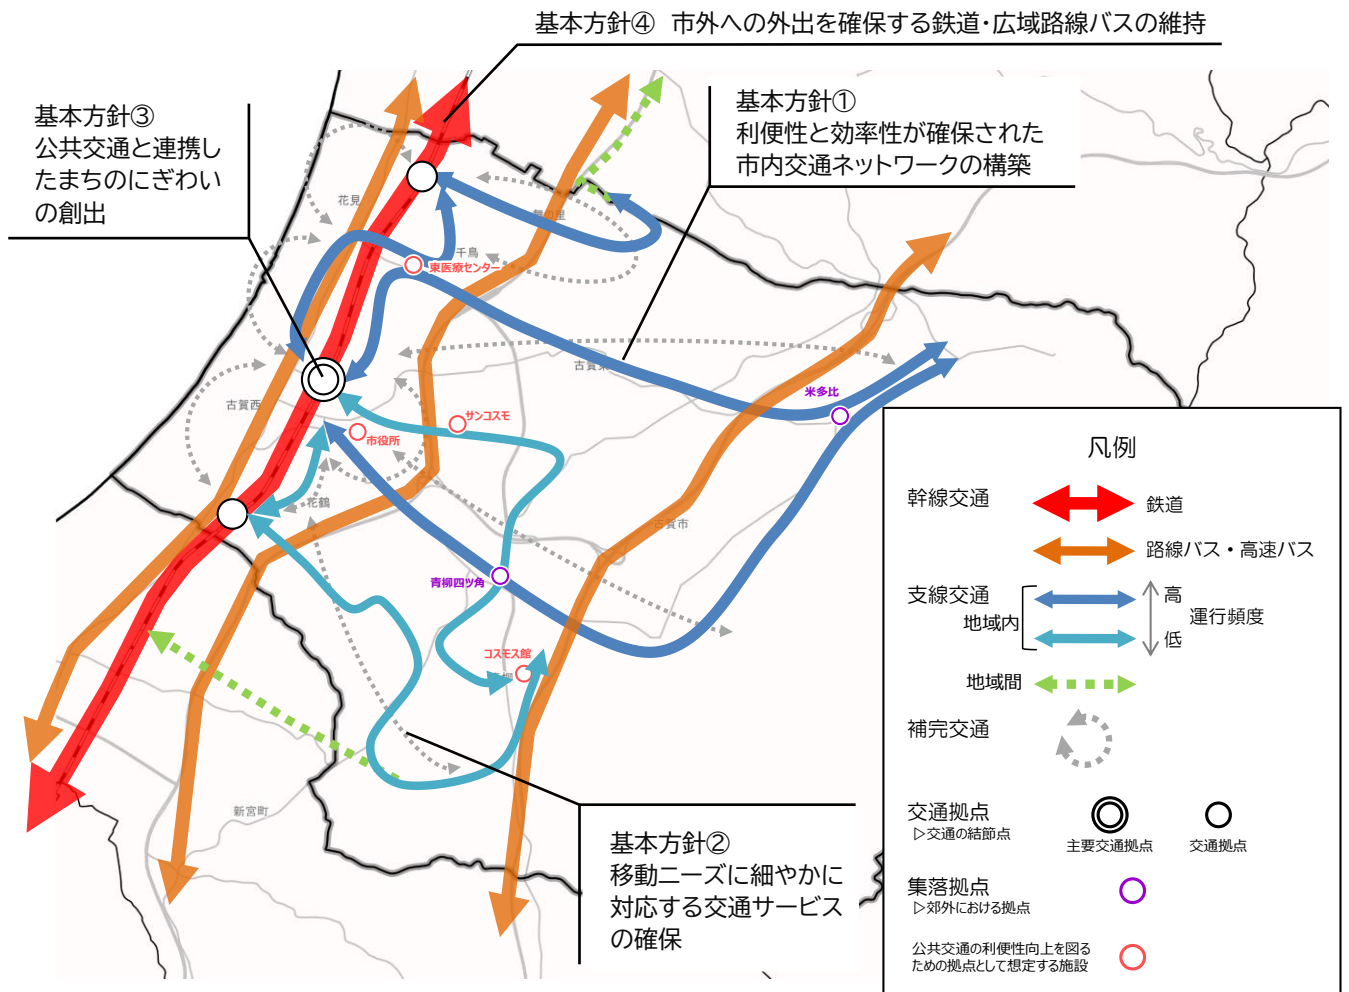 基本方針④ 市外への外出を確保する鉄道・広域路線バスの維持
基本方針③
公共交通と連携し
たまちのにぎわい
の創出
基本方針①
利便性と効率性が確保された
市内交通ネットワークの構築
花見
千鳥
東医療センター
古賀西
サンコスモ
市役所
米多比
花鶴
古賀市
青柳四ツ角
コスモス館
新宮町
基本方針②
移動ニーズに細やかに
対応する交通サービス
の確保
凡例
幹線交通
鉄道
路線バス・高速バス
支線交通
地域内
高
運行頻度
低
地域間
補完交通
交通拠点
▷交通の結節点
主要交通拠点
交通拠点
集落拠点
▷郊外における拠点
公共交通の利便性向上を図る
ための拠点として想定する施設